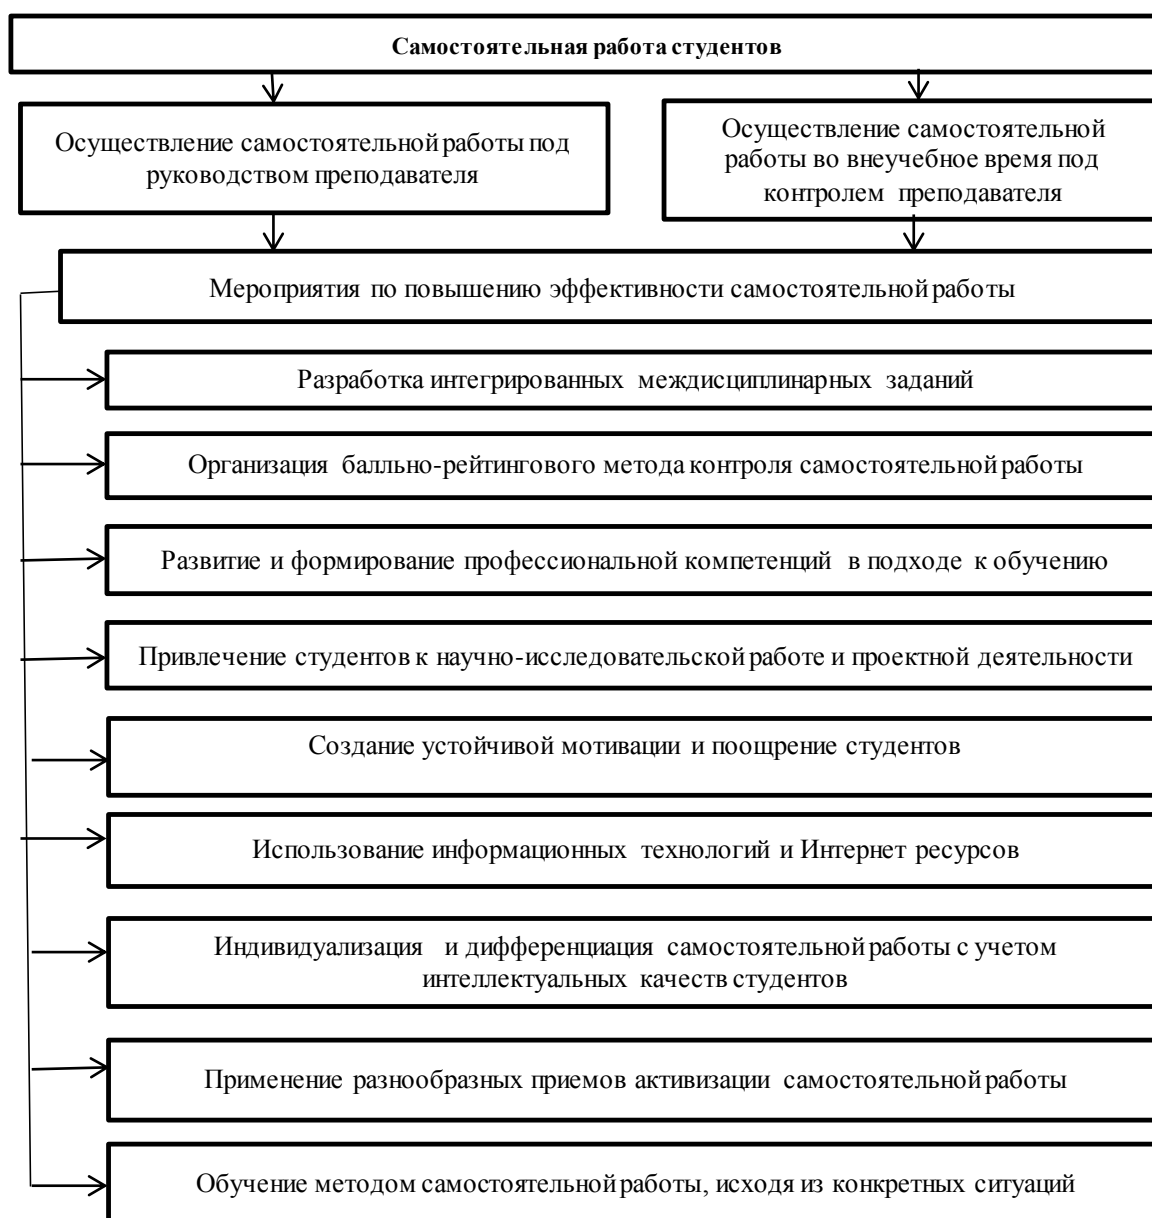 Самостоятельная работа студентов
Осуществление самостоятельной работы под
руководством преподавателя
Осуществление самостоятельной
работы во внеучебное время под
контролем преподавателя
Мероприятия по повышению эффективности самостоятельной работы
Разработка интегрированных междисциплинарных заданий
Организация балльно-рейтингового метода контроля самостоятельной работы
Развитие и формирование профессиональной компетенций в подходе к обучению
Привлечение студентов к научно-исследовательской работе и проектной деятельности
Создание устойчивой мотивации и поощрение студентов
Использование информационных технологий и Интернет ресурсов
Индивидуализация и дифференциация самостоятельной работы с учетом
интеллектуальных качеств студентов
Применение разнообразных приемов активизации самостоятельной работы
Обучение методом самостоятельной работы, исходя из конкретных ситуаций